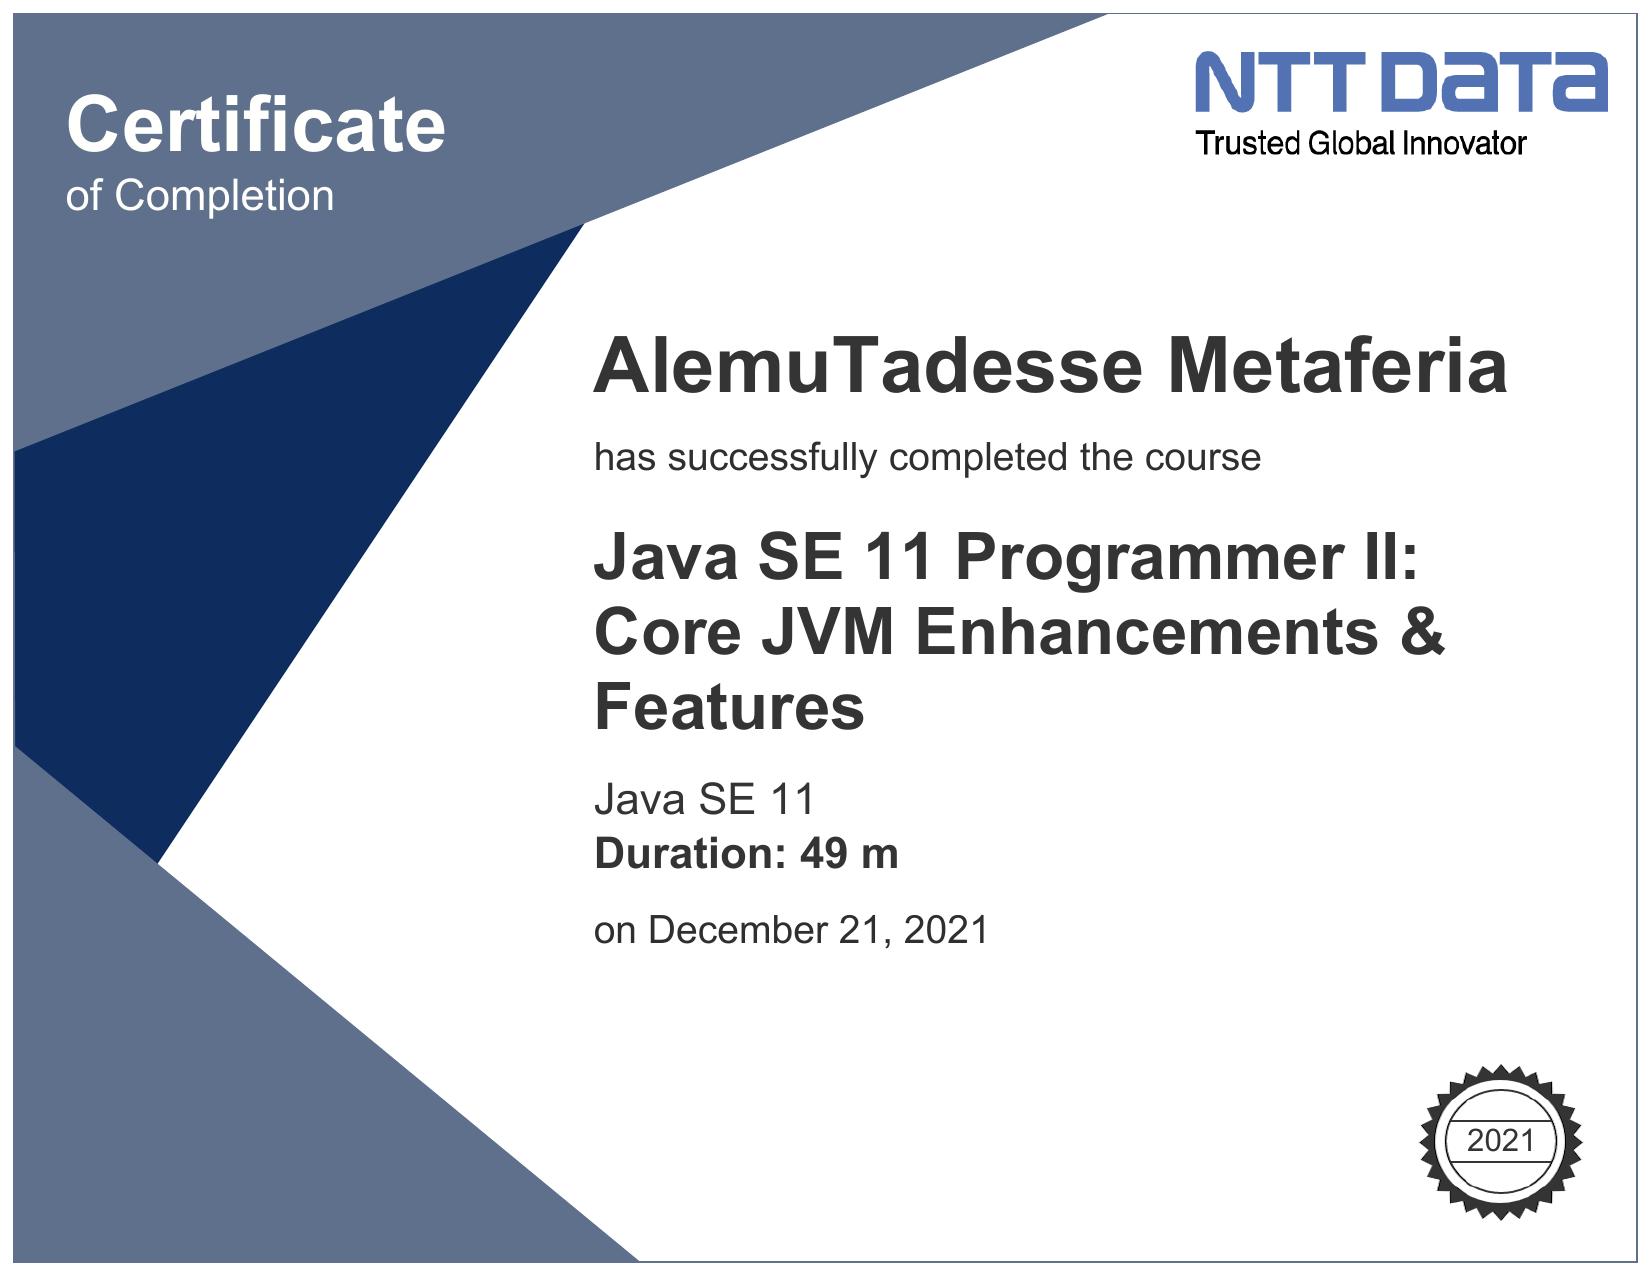 Certificate
of Completion
NTT DATA
Trusted Global Innovator
AlemuTadesse Metaferia
has successfully completed the course
Java SE 11 Programmer II:
Core JVM Enhancements &
Features
Java SE 11
Duration: 49 m
on December 21, 2021
2021